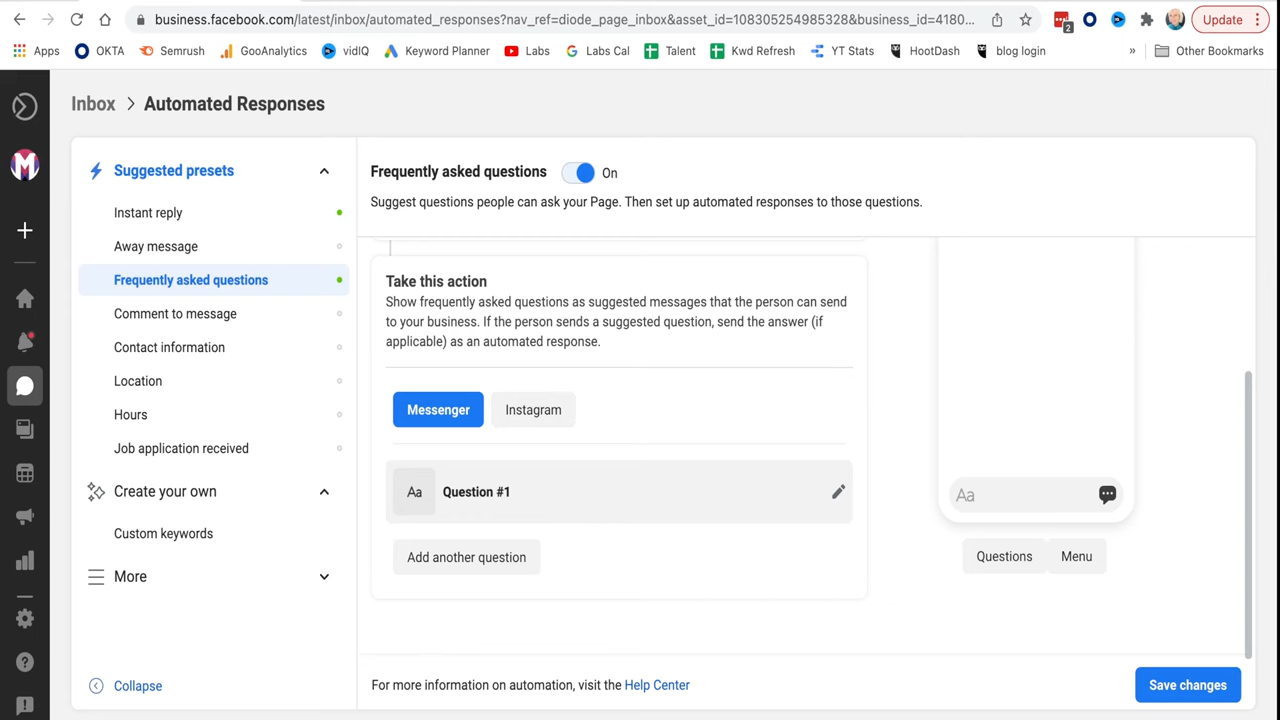 business.facebook.com/latest/inbox/automated_responses?nav_ref=diode_page_inbox&asset_id=108305254985328&business_id=4180...
2
Update
Apps
OKTA
Semrush
GooAnalytics
vidIQ
Keyword Planner
Labs
Labs Cal
Talent
Kwd Refresh
YT Stats
HootDash
blog login
»
Other Bookmarks
Inbox > Automated Responses
M
Suggested presets
Instant reply
Away message
Frequently asked questions
Comment to message
Contact information
Location
Hours
Job application received
Create your own
Custom keywords
More
Collapse
Frequently asked questions
On
Suggest questions people can ask your Page. Then set up automated responses to those questions.
Take this action
Show frequently asked questions as suggested messages that the person can send
to your business. If the person sends a suggested question, send the answer (if
applicable) as an automated response.
Messenger
Instagram
Aa
Question #1
Add another question
Aa
Questions
Menu
For more information on automation, visit the Help Center
Save changes